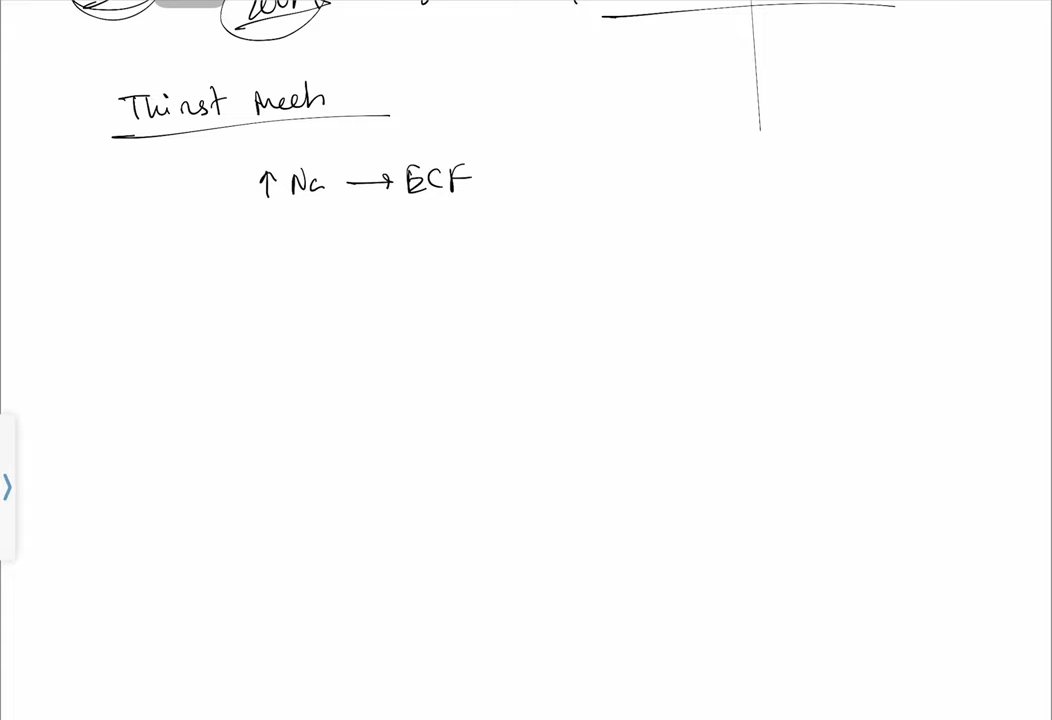 Thirst Mech
↑ Na → ECF